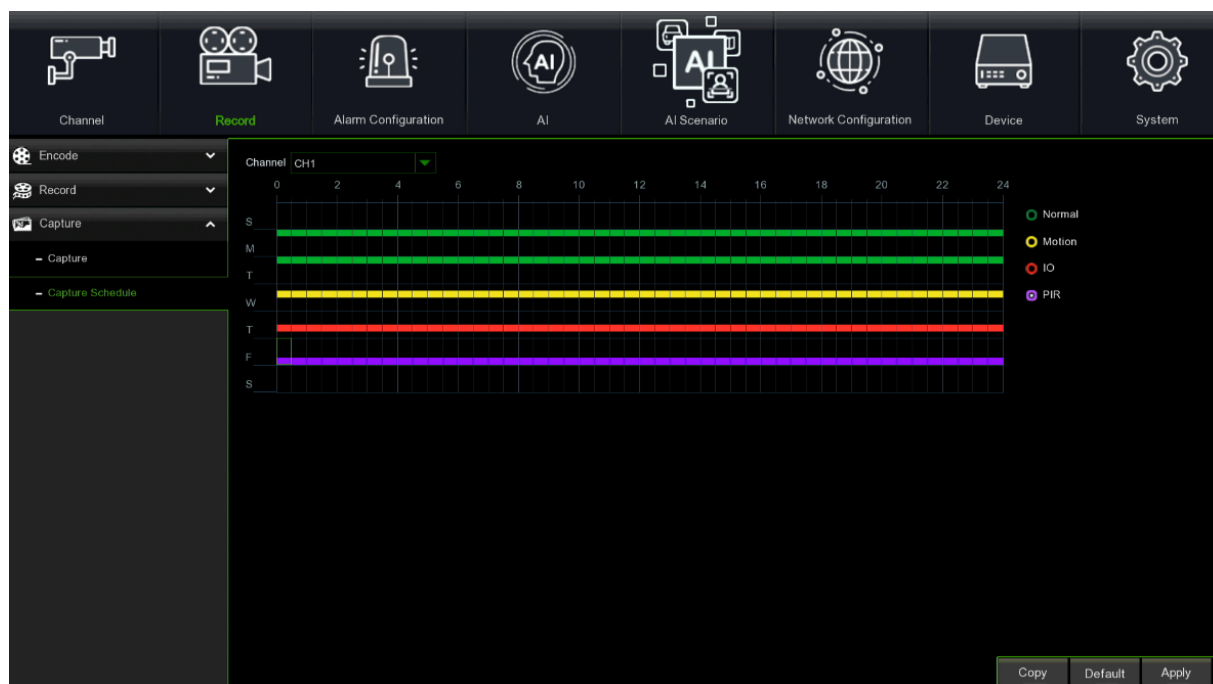 Channel Record Alarm Configuration AI AI Scenario Network Configuration Device System
Encode
Record
Capture
Capture
Capture Schedule
Channel CH1
0 2 4 6 8 10 12 14 16 18 20 22 24
S
M
T
W
T
F
S
Normal
Motion
IO
PIR
Copy Default Apply